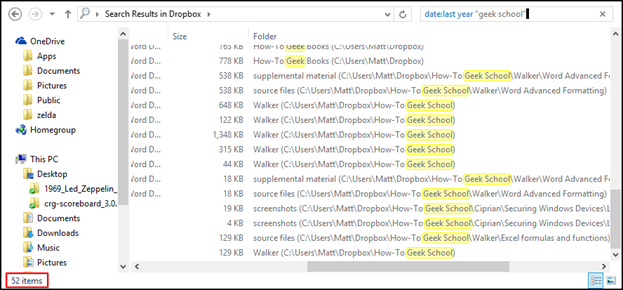 Search Results in Dropbox
date:last year "geek school"
OneDrive
Apps
Documents
Pictures
Public
zelda
Homegroup
This PC
Desktop
1969_Led_Zeppelin_
crg-scoreboard_3.0.
Documents
Downloads
Music
Pictures
Size Folder
Word D... 763 KB How-To Geek Books (C:\Users\Matt\Dropbox)
Word D... 778 KB How-To Geek Books (C:\Users\Matt\Dropbox)
Word D... 538 KB supplemental material (C:\Users\Matt\Dropbox\How-To Geek School\Walker\Word Advanced Fo
Word D... 538 KB source files (C:\Users\Matt\Dropbox\How-To Geek School\Walker\Word Advanced Formatting)
Word D... 648 KB Walker (C:\Users\Matt\Dropbox\How-To Geek School)
Word D... 122 KB Walker (C:\Users\Matt\Dropbox\How-To Geek School)
Word D... 1,348 KB Walker (C:\Users\Matt\Dropbox\How-To Geek School)
Word D... 315 KB Walker (C:\Users\Matt\Dropbox\How-To Geek School)
Word D... 44 KB Walker (C:\Users\Matt\Dropbox\How-To Geek School)
Word D... 18 KB supplemental material (C:\Users\Matt\Dropbox\How-To Geek School\Walker\Word Advanced Fo
Word D... 18 KB source files (C:\Users\Matt\Dropbox\How-To Geek School\Walker\Word Advanced Formatting)
19 KB screenshots (C:\Users\Matt\Dropbox\How-To Geek School\Ciprian\Securing Windows Devices\L
4 KB screenshots (C:\Users\Matt\Dropbox\How-To Geek School\Ciprian\Securing Windows Devices\L
129 KB source files (C:\Users\Matt\Dropbox\How-To Geek School\Walker\Excel formulas and functions)
129 KB Walker (C:\Users\Matt\Dropbox\How-To Geek School)
52 items